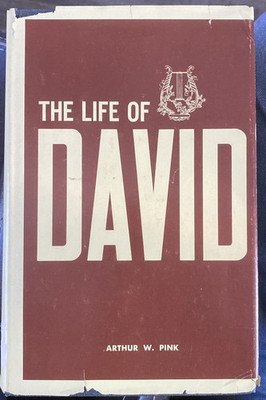 THE LIFE OF
DAVID
ARTHUR W. PINK